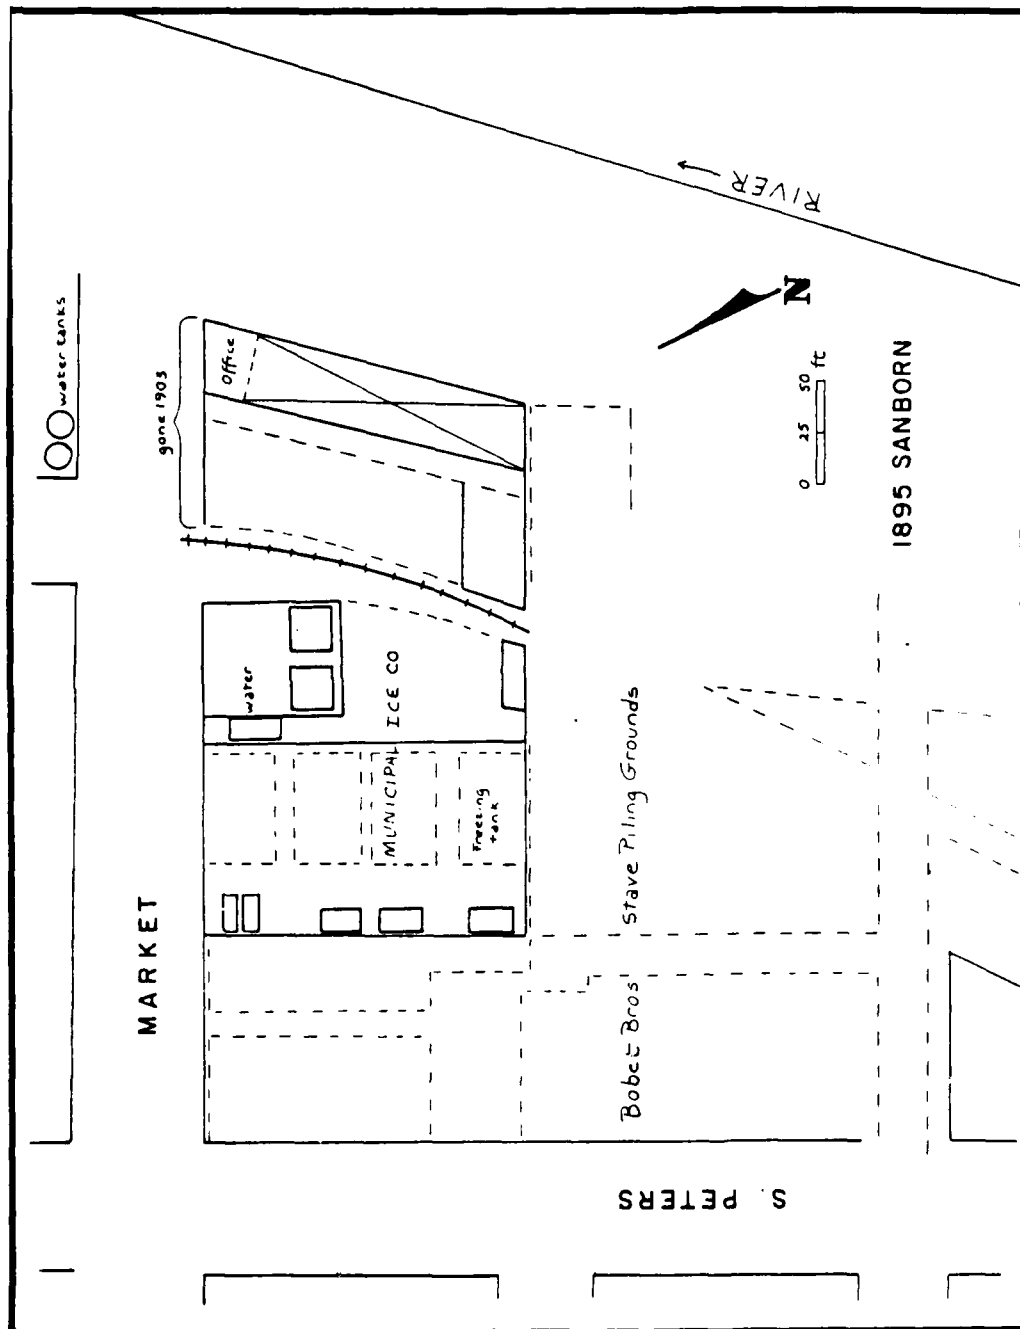 water tanks
gone 1903
Office
RIVER
N
0 25 50 ft
1895 SANBORN
water
MUNICIPAL ICE CO
Freezing
tank
Stave Piling Grounds
MARKET
Bobet Bros
S. PETERS